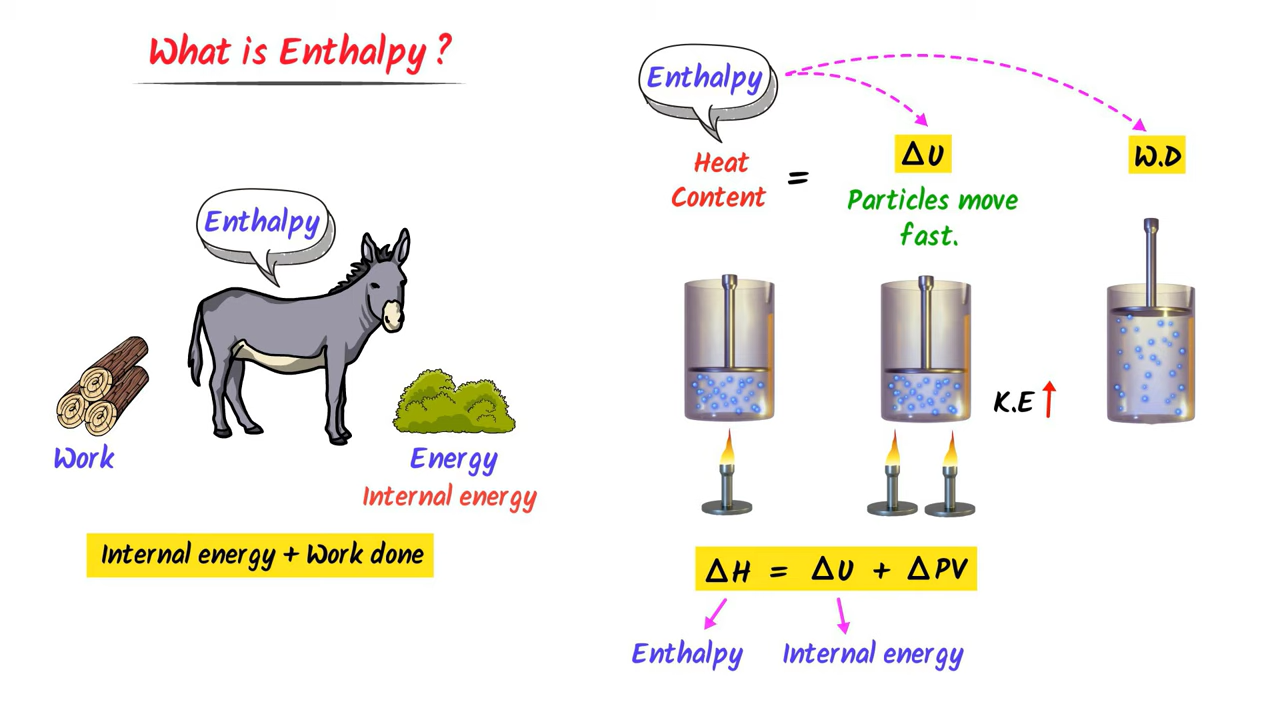 What is Enthalpy ?
Enthalpy
Work
Energy
Internal energy
Internal energy + Work done
Enthalpy
Heat
Content
=
ΔU
Particles move
fast.
W.D
K.E
ΔH = ΔU + ΔPV
Enthalpy
Internal energy